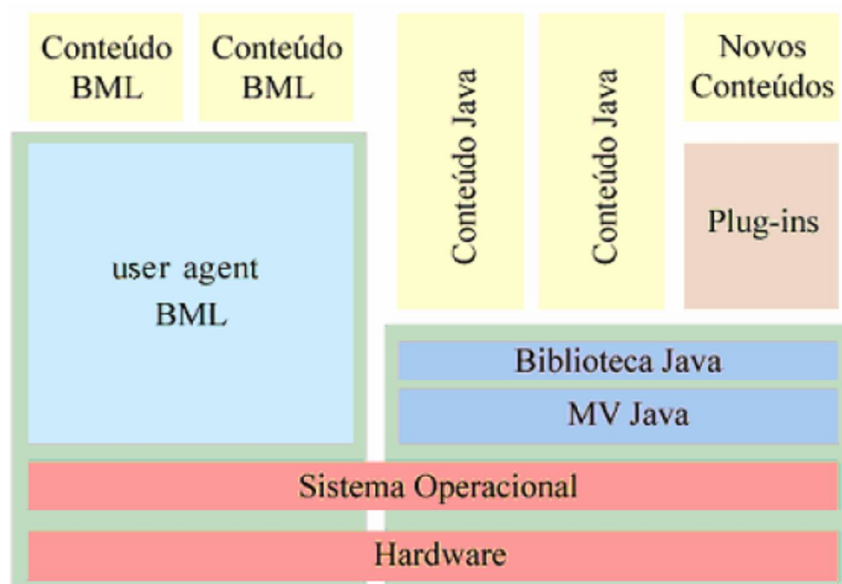 Conteúdo
BML
Conteúdo
BML
Conteúdo Java
Conteúdo Java
Novos
Conteúdos
user agent
BML
Plug-ins
Biblioteca Java
MV Java
Sistema Operacional
Hardware